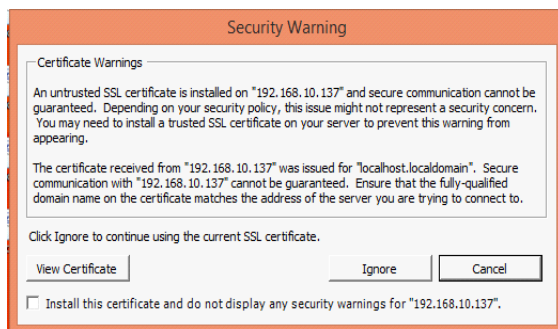 Security Warning
Certificate Warnings
An untrusted SSL certificate is installed on "192.168.10.137" and secure communication cannot be
guaranteed. Depending on your security policy, this issue might not represent a security concern.
You may need to install a trusted SSL certificate on your server to prevent this warning from
appearing.
The certificate received from "192.168.10.137" was issued for "localhost.localdomain". Secure
communication with "192.168.10.137" cannot be guaranteed. Ensure that the fully-qualified
domain name on the certificate matches the address of the server you are trying to connect to.
Click Ignore to continue using the current SSL certificate.
View Certificate Ignore Cancel
Install this certificate and do not display any security warnings for "192.168.10.137".